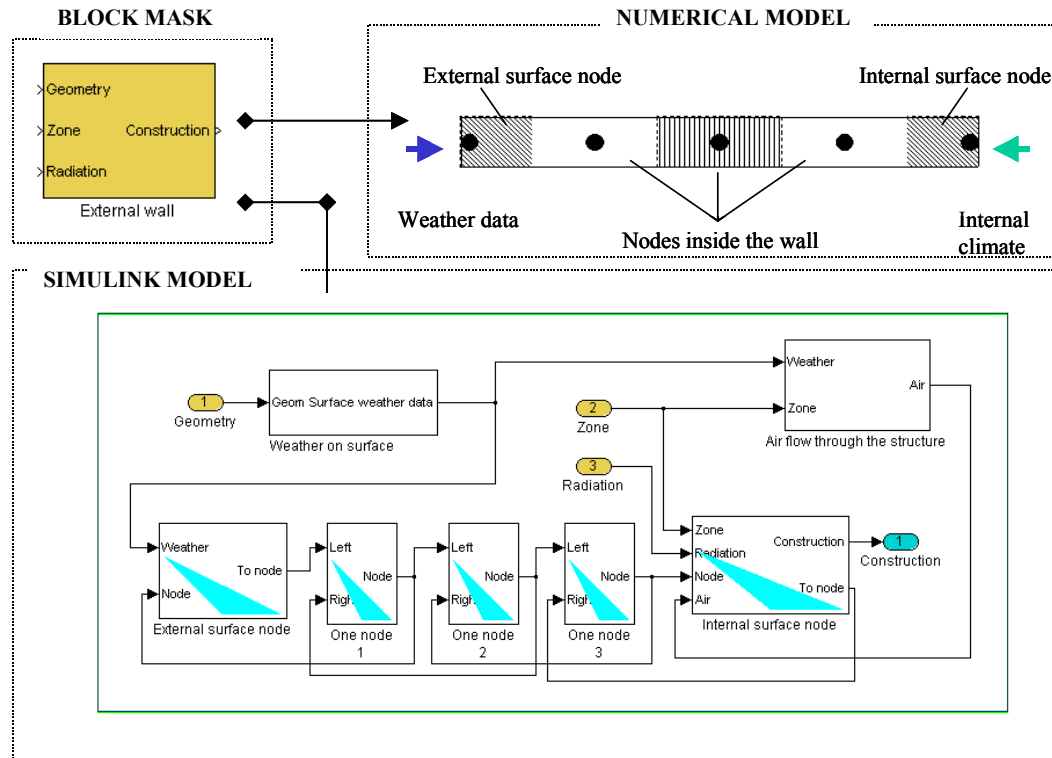 BLOCK MASK
Geometry
Zone
Construction
Radiation
External wall
NUMERICAL MODEL
External surface node
Internal surface node
Weather data
Nodes inside the wall
Internal
climate
SIMULINK MODEL
1
Geometry
Geom Surface weather data
Weather on surface
2
Zone
3
Radiation
Weather
Air
Zone
Air flow through the structure
Weather
To node
Node
External surface node
Left
Node
Right
One node
1
Left
Node
Right
One node
2
Left
Node
Right
One node
3
Zone
Construction
Radiation
Node
To node
Air
Internal surface node
1
Construction